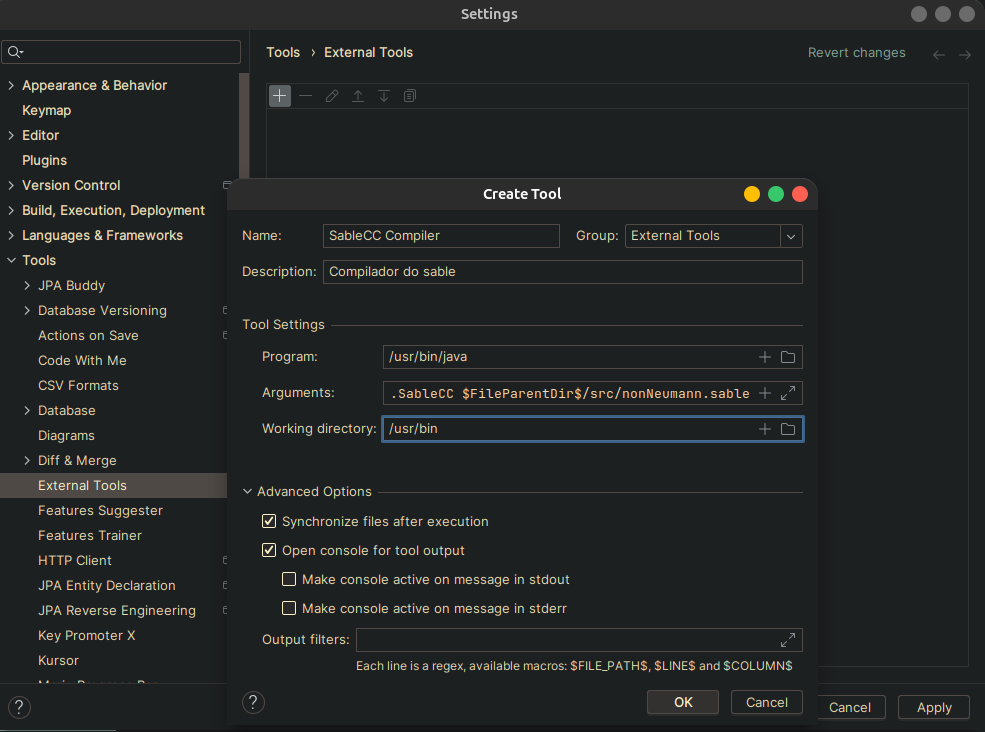 Settings
Tools › External Tools
Revert changes
Appearance & Behavior
Keymap
Editor
Plugins
Version Control
Build, Execution, Deployment
Languages & Frameworks
Tools
JPA Buddy
Database Versioning
Actions on Save
Code With Me
CSV Formats
Database
Diagrams
Diff & Merge
External Tools
Features Suggester
Features Trainer
HTTP Client
JPA Entity Declaration
JPA Reverse Engineering
Key Promoter X
Kursor
Create Tool
Name: SableCC Compiler Group: External Tools
Description: Compilador do sable
Tool Settings
Program: /usr/bin/java
Arguments: .SableCC $FileParentDir$/src/nonNeumann.sable
Working directory: /usr/bin
Advanced Options
Synchronize files after execution
Open console for tool output
Make console active on message in stdout
Make console active on message in stderr
Output filters:
Each line is a regex, available macros: $FILE_PATH$, $LINE$ and $COLUMN$
? OK Cancel
? Cancel Apply